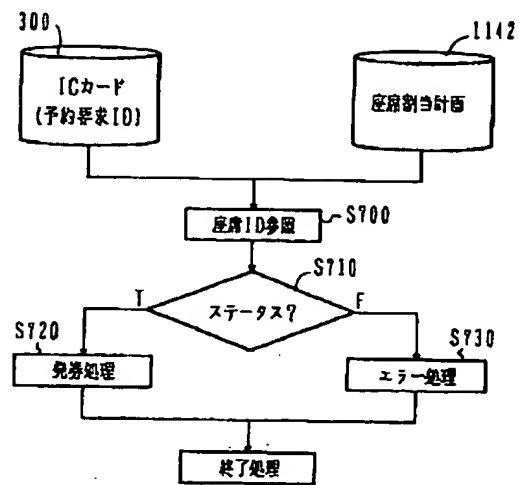 300
1142
ICカード
(予約要求ID)
座席割当計画
座席ID参照
S700
S710
ステータス?
T
F
S720
S730
発券処理
エラー処理
終了処理